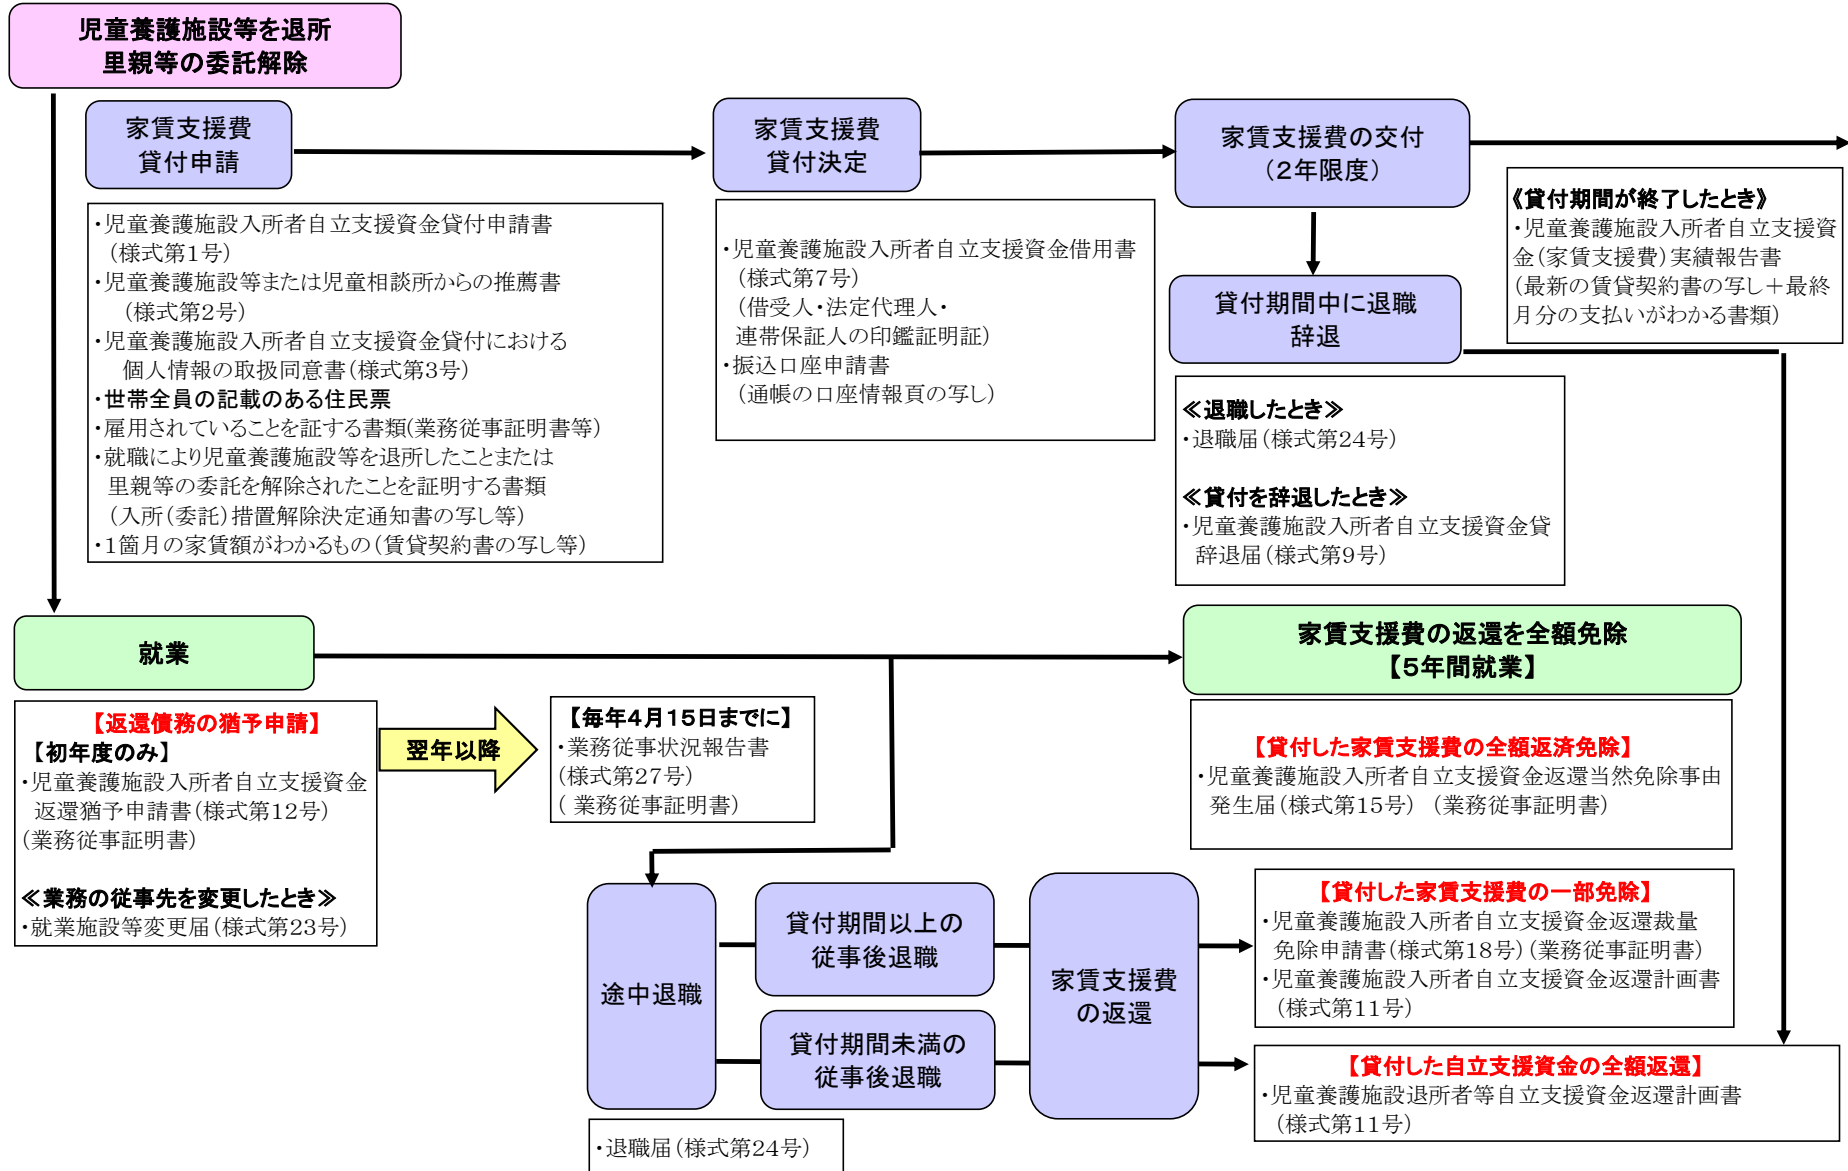 児童養護施設等を退所
里親等の委託解除
家賃支援費
貸付申請
家賃支援費
貸付決定
家賃支援費の交付
（２年限度）
・児童養護施設入所者自立支援資金貸付申請書
（様式第１号）
・児童養護施設等または児童相談所からの推薦書
（様式第２号）
・児童養護施設入所者自立支援資金貸付における
個人情報の取扱同意書（様式第３号）
・世帯全員の記載のある住民票
・雇用されていることを証する書類(業務従事証明書等）
・就職により児童養護施設等を退所したことまたは
里親等の委託を解除されたことを証明する書類
（入所（委託）措置解除決定通知書の写し等）
・１箇月の家賃額がわかるもの（賃貸契約書の写し等）
・児童養護施設入所者自立支援資金借用書
（様式第７号）
（借受人・法定代理人・
連帯保証人の印鑑証明証）
・振込口座申請書
（通帳の口座情報頁の写し）
《貸付期間が終了したとき》
・児童養護施設入所者自立支援資
金（家賃支援費）実績報告書
（最新の賃貸契約書の写し＋最終
月分の支払いがわかる書類）
貸付期間中に退職
辞退
≪退職したとき≫
・退職届（様式第24号）
≪貸付を辞退したとき≫
・児童養護施設入所者自立支援資金貸
辞退届（様式第９号）
就業
家賃支援費の返還を全額免除
【５年間就業】
【返還債務の猶予申請】
【初年度のみ】
・児童養護施設入所者自立支援資金
返還猶予申請書（様式第12号）
（業務従事証明書）
≪業務の従事先を変更したとき≫
・就業施設等変更届（様式第23号）
翌年以降
【毎年４月１５日までに】
・業務従事状況報告書
（様式第27号）
（ 業務従事証明書）
【貸付した家賃支援費の全額返済免除】
・児童養護施設入所者自立支援資金返還当然免除事由
発生届（様式第15号）　（業務従事証明書）
途中退職
貸付期間以上の
従事後退職
貸付期間未満の
従事後退職
家賃支援費
の返還
・退職届（様式第24号）
【貸付した家賃支援費の一部免除】
・児童養護施設入所者自立支援資金返還裁量
免除申請書（様式第18号）（業務従事証明書）
・児童養護施設入所者自立支援資金返還計画書
（様式第11号）
【貸付した自立支援資金の全額返還】
・児童養護施設退所者等自立支援資金返還計画書
（様式第11号）